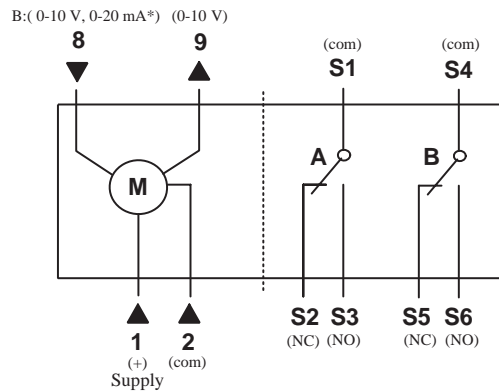 B:( 0-10 V, 0-20 mA*) (0-10 V)
8 9
(com) (com)
S1 S4
A B
M
S2 S3 S5 S6
(NC) (NO) (NC) (NO)
1 2
(+) (com)
Supply